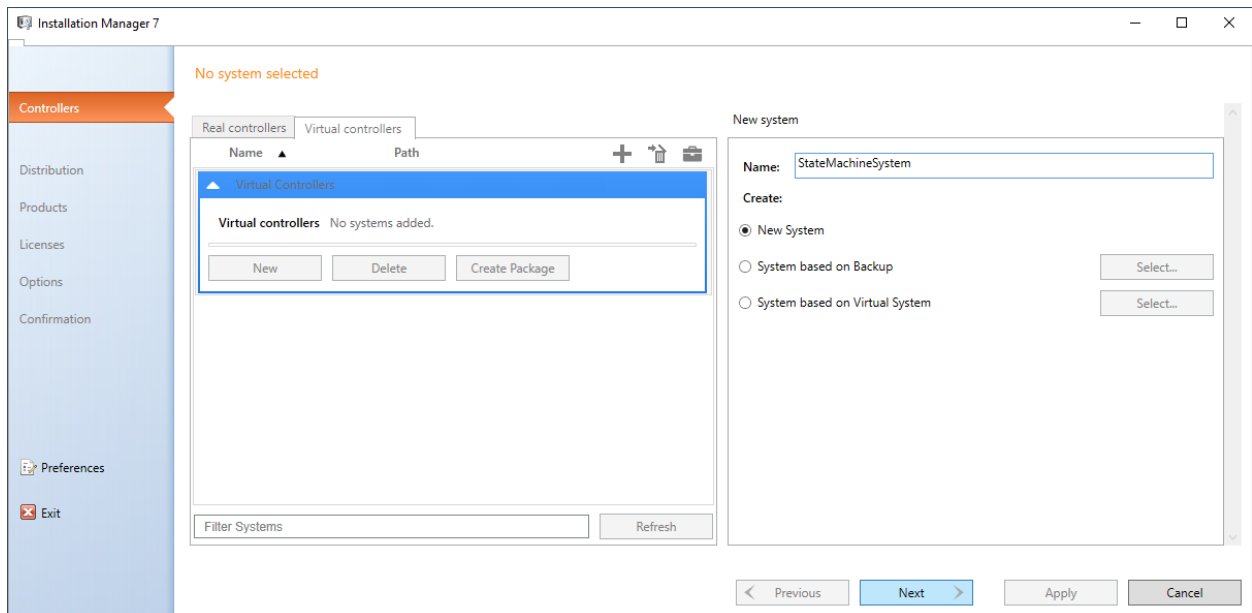 Installation Manager 7
No system selected
Controllers
Distribution
Products
Licenses
Options
Confirmation
Preferences
Exit
Real controllers Virtual controllers
Name Path
Virtual Controllers
Virtual controllers No systems added.
New Delete Create Package
Filter Systems Refresh
New system
Name: StateMachineSystem
Create:
New System
System based on Backup Select...
System based on Virtual System Select...
Previous Next Apply Cancel